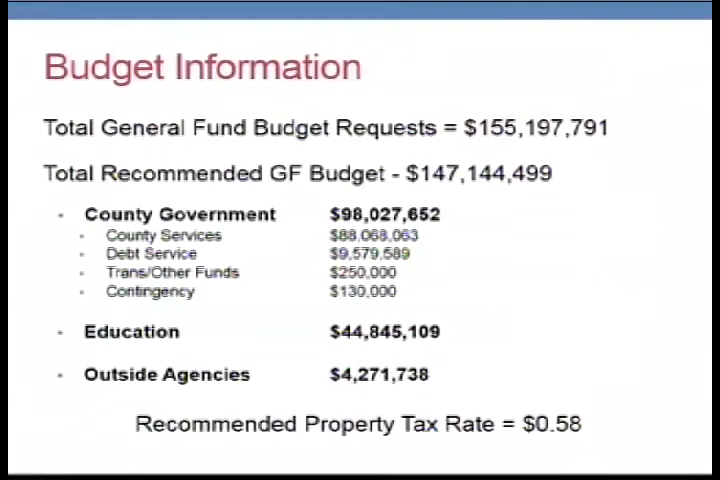 Budget Information
Total General Fund Budget Requests = $155,197,791
Total Recommended GF Budget - $147,144,499
• County Government $98,027,652
• County Services $88,068,063
• Debt Service $9,579,589
• Trans/Other Funds $250,000
• Contingency $130,000
• Education $44,845,109
• Outside Agencies $4,271,738
Recommended Property Tax Rate = $0.58